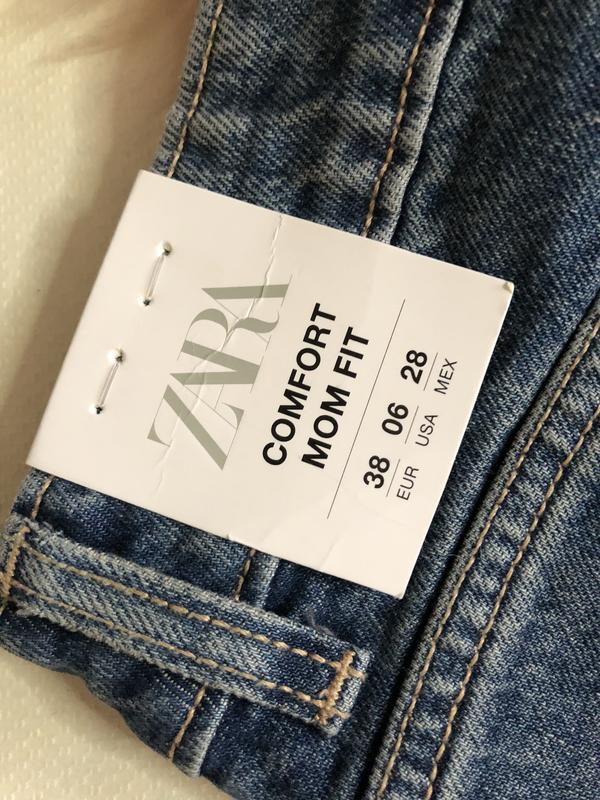 ZARA
COMFORT
MOM FIT
38 06 28
EUR USA MEX